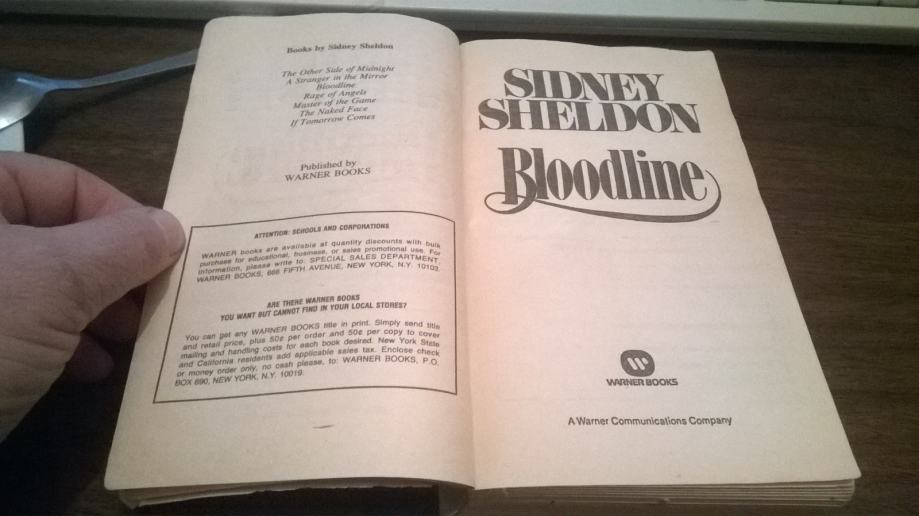 Books by Sidney Sheldon
The Other Side of Midnight
A Stranger in the Mirror
Bloodline
Rage of Angels
Master of the Game
The Naked Face
If Tomorrow Comes
Published by
WARNER BOOKS
ATTENTION: SCHOOLS AND CORPORATIONS
WARNER books are available at quantity discounts with bulk
purchase for educational, business, or sales promotional use. For
information, please write to: SPECIAL SALES DEPARTMENT,
WARNER BOOKS, 666 FIFTH AVENUE, NEW YORK, N.Y. 10103.
ARE THERE WARNER BOOKS
YOU WANT BUT CANNOT FIND IN YOUR LOCAL STORES?
You can get any WARNER BOOKS title in print. Simply send title
and retail price, plus 50¢ per order and 50¢ per copy to cover
mailing and handling costs for each book desired. New York State
and California residents add applicable sales tax. Enclose check
or money order only, no cash please, to: WARNER BOOKS, P.O.
BOX 690, NEW YORK, N.Y. 10019.
SIDNEY
SHELDON
Bloodline
WARNER BOOKS
A Warner Communications Company